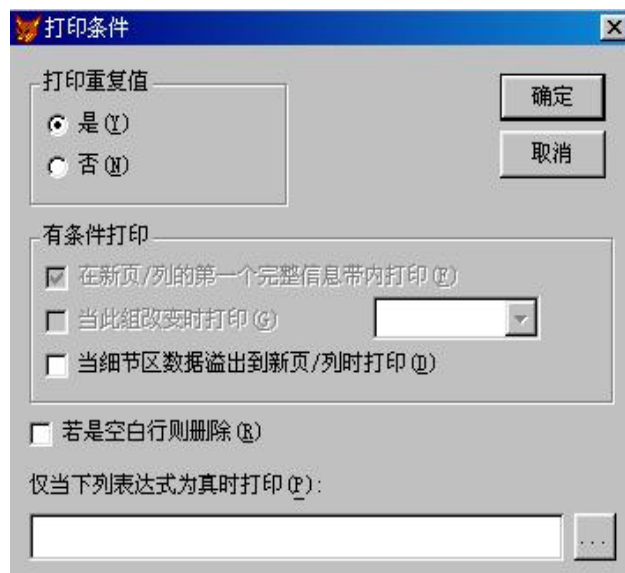 打印条件
打印重复值
是(Y)
否(N)
确定
取消
有条件打印
在新页/列的第一个完整信息带内打印(F)
当此组改变时打印(G)
当细节区数据溢出到新页/列时打印(D)
若是空白行则删除(R)
仅当下列表达式为真时打印(P):
...